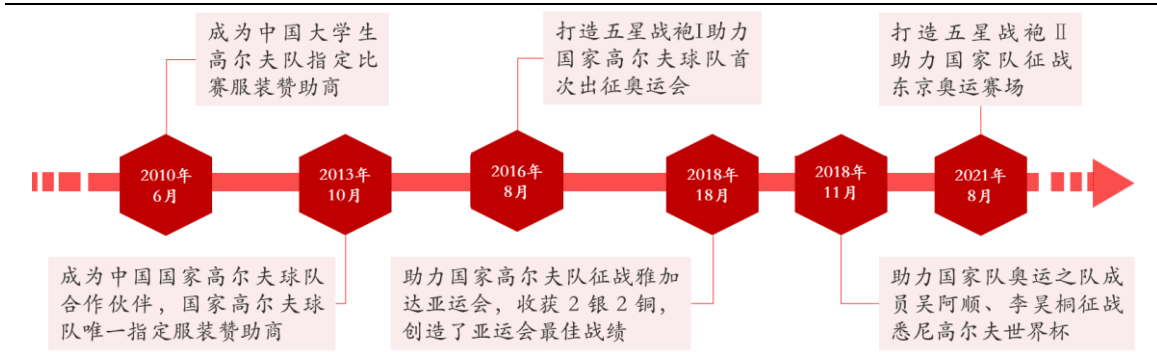 成为中国大学生
高尔夫队指定比
赛服装赞助商
打造五星战袍I助力
国家高尔夫球队首
次出征奥运会
打造五星战袍 Ⅱ
助力国家队征战
东京奥运赛场
2010年
6月
2013年
10月
2016年
8月
2018年
18月
2018年
11月
2021年
8月
成为中国国家高尔夫球队
合作伙伴，国家高尔夫球
队唯一指定服装赞助商
助力国家高尔夫队征战雅加
达亚运会，收获 2 银 2 铜，
创造了亚运会最佳战绩
助力国家队奥运之队成
员吴阿顺、李昊桐征战
悉尼高尔夫世界杯